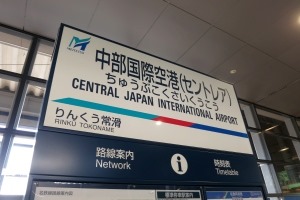 中部国際空港(セントレア)
ちゅうぶこくさいくうこう
CENTRAL JAPAN INTERNATIONAL AIRPORT
りんくう常滑
RINKU TOKONAME
路線案内
Network
i
時刻表
Timetable